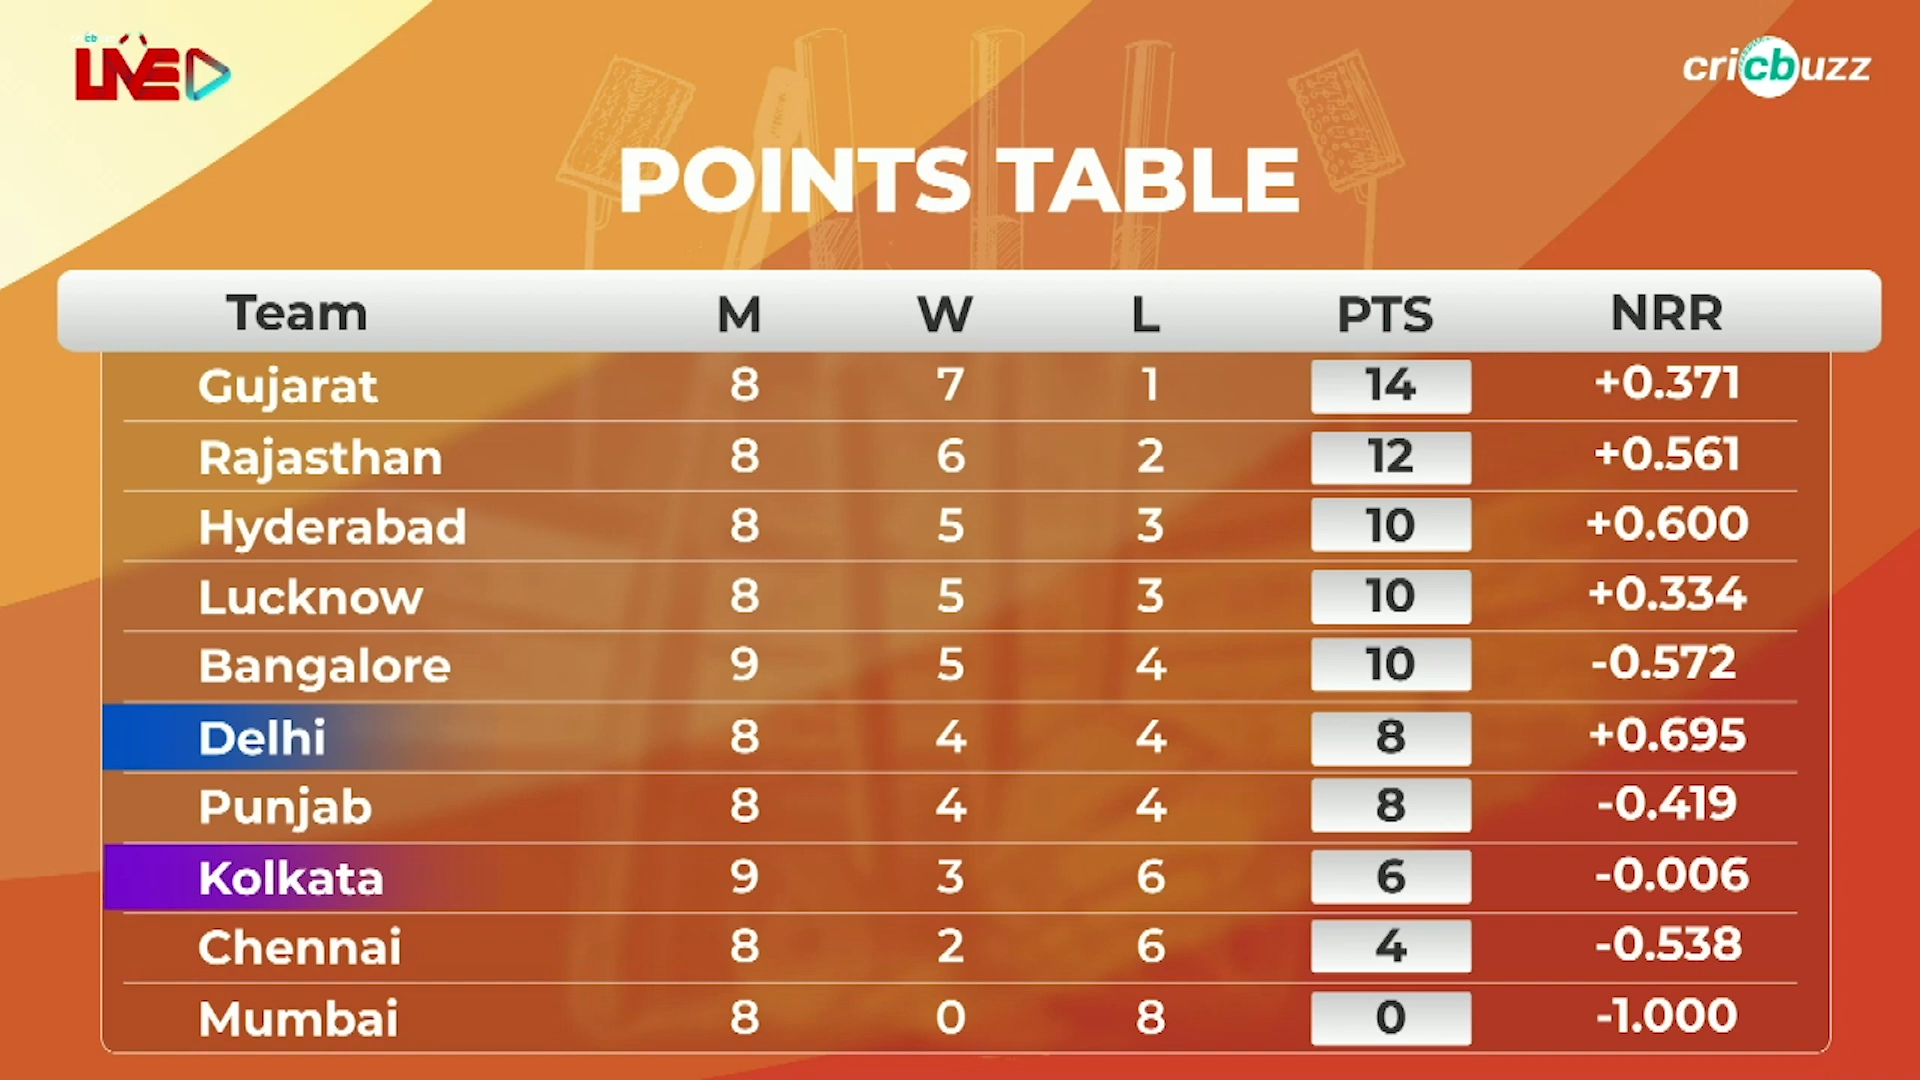 cb
LIVE
cricbuzz
POINTS TABLE
Team M W L PTS NRR
Gujarat 8 7 1 14 +0.371
Rajasthan 8 6 2 12 +0.561
Hyderabad 8 5 3 10 +0.600
Lucknow 8 5 3 10 +0.334
Bangalore 9 5 4 10 -0.572
Delhi 8 4 4 8 +0.695
Punjab 8 4 4 8 -0.419
Kolkata 9 3 6 6 -0.006
Chennai 8 2 6 4 -0.538
Mumbai 8 0 8 0 -1.000